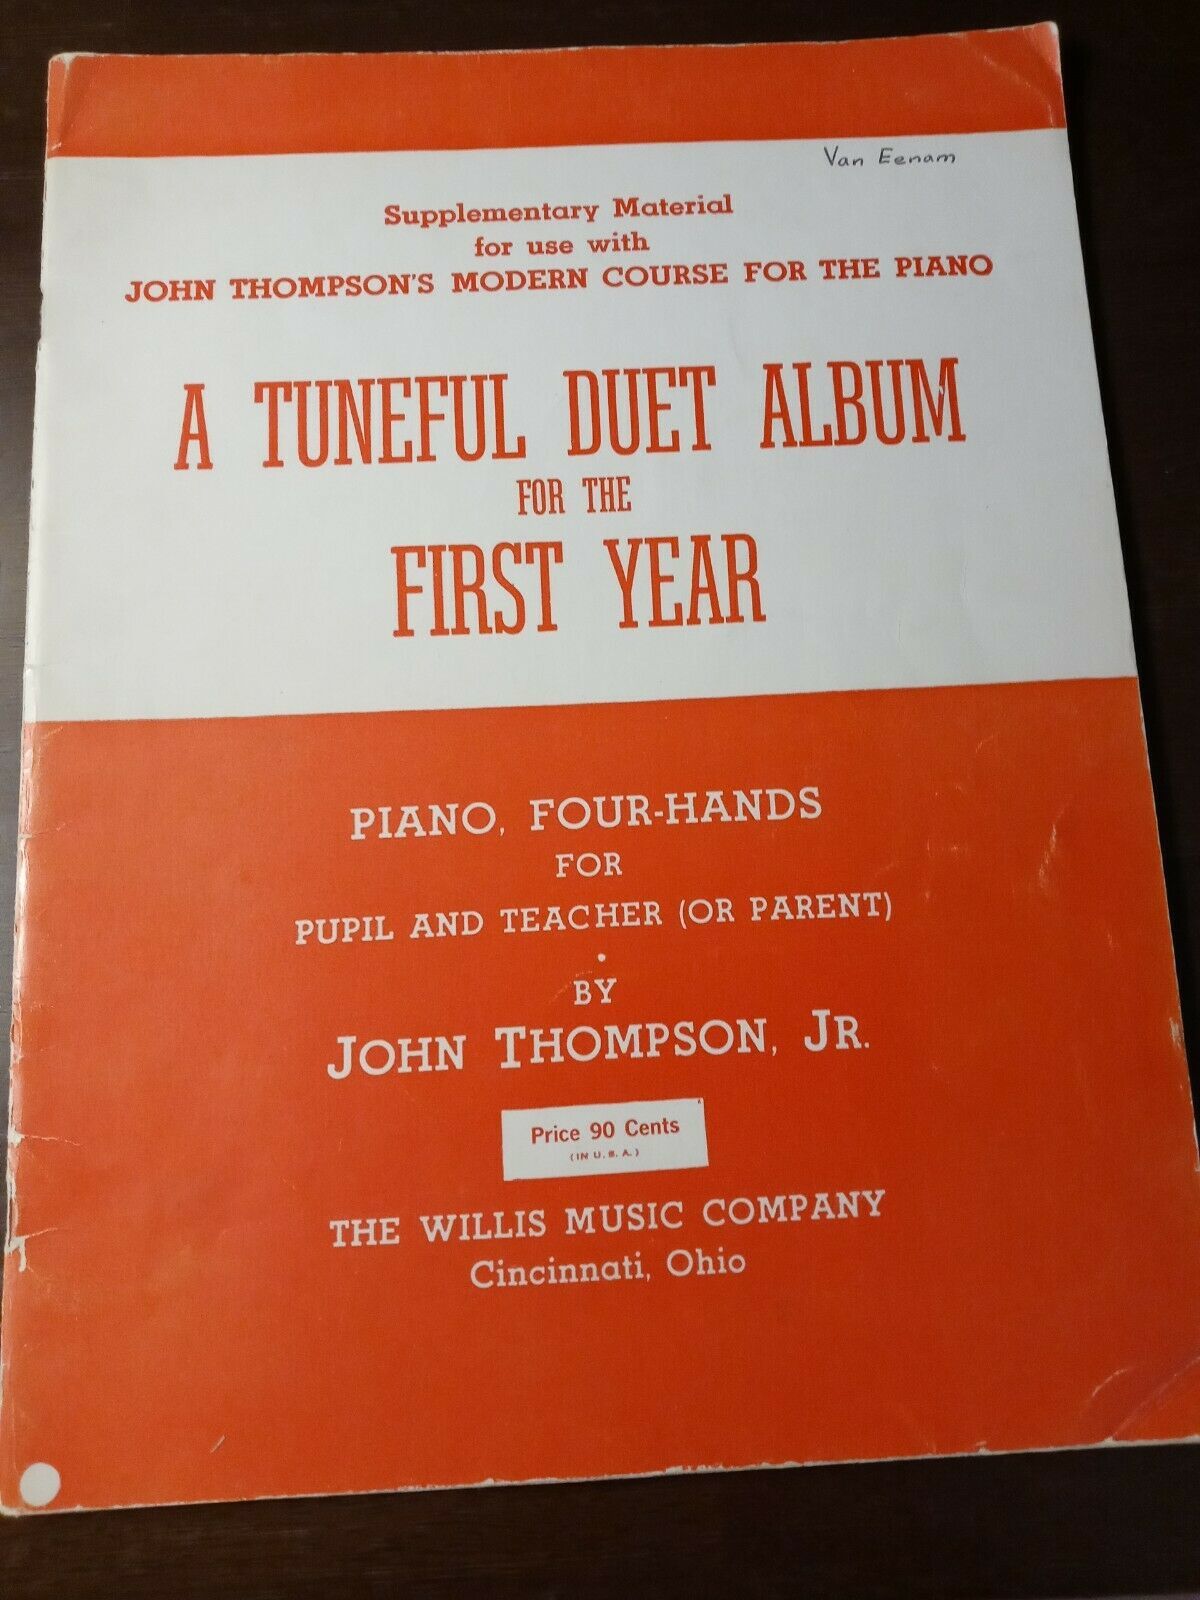 Van Eenam
Supplementary Material
for use with
JOHN THOMPSON'S MODERN COURSE FOR THE PIANO
A TUNEFUL DUET ALBUM
FOR THE
FIRST YEAR
PIANO, FOUR-HANDS
FOR
PUPIL AND TEACHER (OR PARENT)
•
BY
JOHN THOMPSON, JR.
Price 90 Cents
(IN U.S.A.)
THE WILLIS MUSIC COMPANY
Cincinnati, Ohio